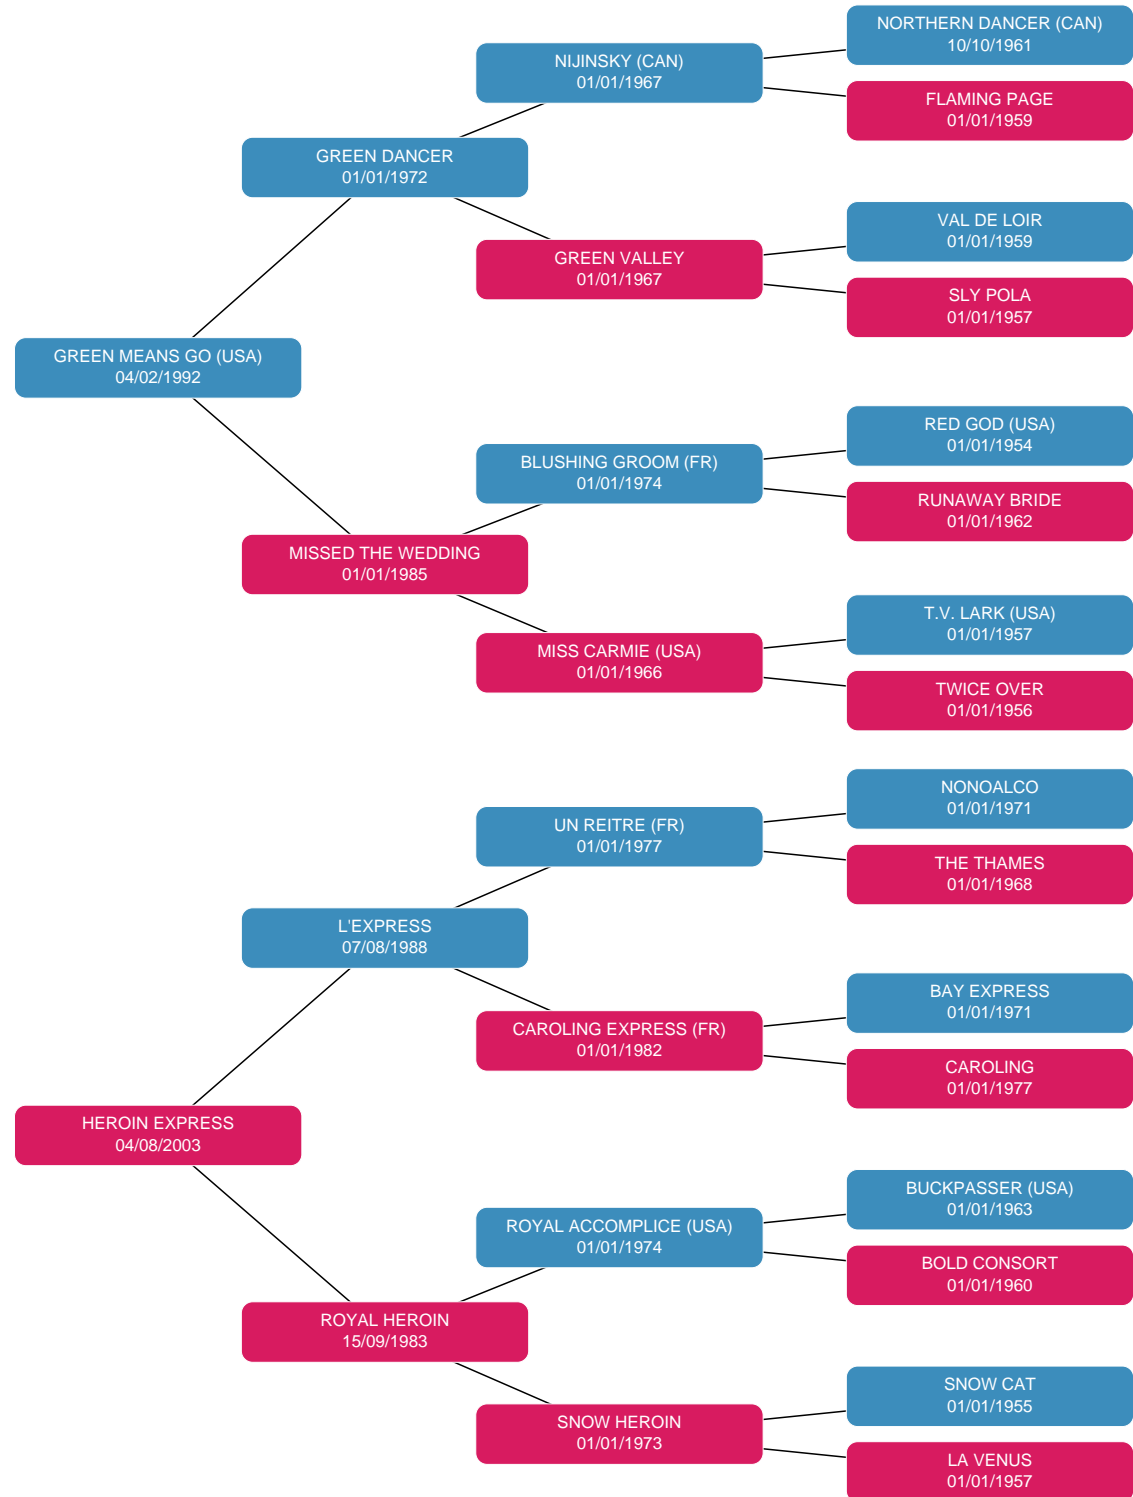 NORTHERN DANCER (CAN)
10/10/1961
NIJINSKY (CAN)
01/01/1967
FLAMING PAGE
01/01/1959
GREEN DANCER
01/01/1972
VAL DE LOIR
01/01/1959
GREEN VALLEY
01/01/1967
SLY POLA
01/01/1957
GREEN MEANS GO (USA)
04/02/1992
RED GOD (USA)
01/01/1954
BLUSHING GROOM (FR)
01/01/1974
RUNAWAY BRIDE
01/01/1962
MISSED THE WEDDING
01/01/1985
T.V. LARK (USA)
01/01/1957
MISS CARMIE (USA)
01/01/1966
TWICE OVER
01/01/1956
NONOALCO
01/01/1971
UN REITRE (FR)
01/01/1977
THE THAMES
01/01/1968
L'EXPRESS
07/08/1988
BAY EXPRESS
01/01/1971
CAROLING EXPRESS (FR)
01/01/1982
CAROLING
01/01/1977
HEROIN EXPRESS
04/08/2003
BUCKPASSER (USA)
01/01/1963
ROYAL ACCOMPLICE (USA)
01/01/1974
BOLD CONSORT
01/01/1960
ROYAL HEROIN
15/09/1983
SNOW CAT
01/01/1955
SNOW HEROIN
01/01/1973
LA VENUS
01/01/1957